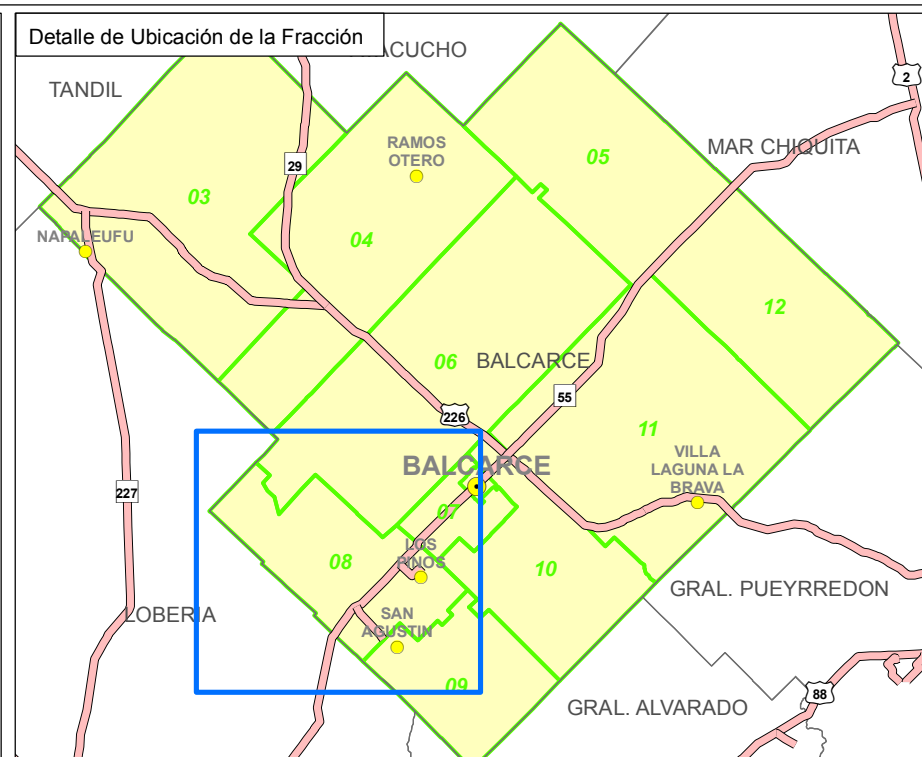 Detalle de Ubicación de la Fracción
ACUCHO
TANDIL
2
RAMOS
OTERO
MAR CHIQUITA
05
29
03
NAPALEUFU
04
12
06
BALCARCE
55
226
11
VILLA
LAGUNA LA
BRAVA
BALCARCE
227
07
LOS
PINOS
08
10
GRAL. PUEYRREDON
LOBERIA
SAN
AGUSTIN
09
88
GRAL. ALVARADO